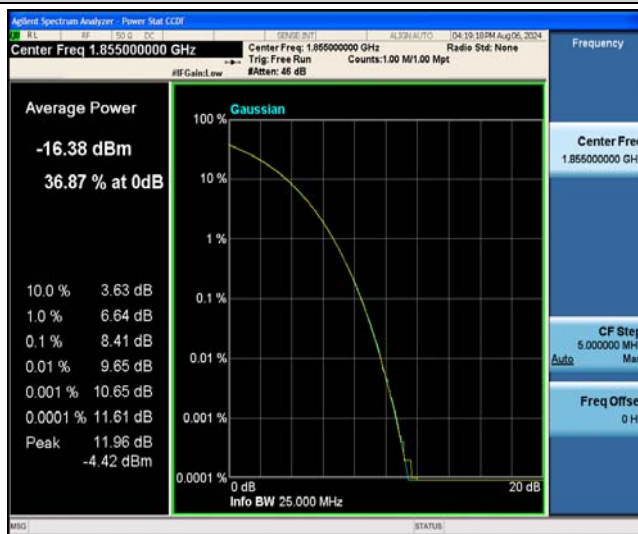 Agilent Spectrum Analyzer - Power Stat CCDF
RL RF 50 Ω DC SENSE:INT ALIGN AUTO 04:19:18 PM Aug 06, 2024
Center Freq 1.855000000 GHz
Center Freq: 1.855000000 GHz Radio Std: None
Trig: Free Run Counts:1.00 M/1.00 Mpt
#IFGain:Low #Atten: 46 dB
Frequency
Average Power
-16.38 dBm
36.87 % at 0dB
10.0 % 3.63 dB
1.0 % 6.64 dB
0.1 % 8.41 dB
0.01 % 9.65 dB
0.001 % 10.65 dB
0.0001 % 11.61 dB
Peak 11.96 dB
-4.42 dBm
Gaussian
100 %
10 %
1 %
0.1 %
0.01 %
0.001 %
0.0001 %
0 dB 20 dB
Info BW 25.000 MHz
Center Fre
1.855000000 GH
CF Step
5.000000 MH
Auto Ma
Freq Offse
0 H
MSG STATUS